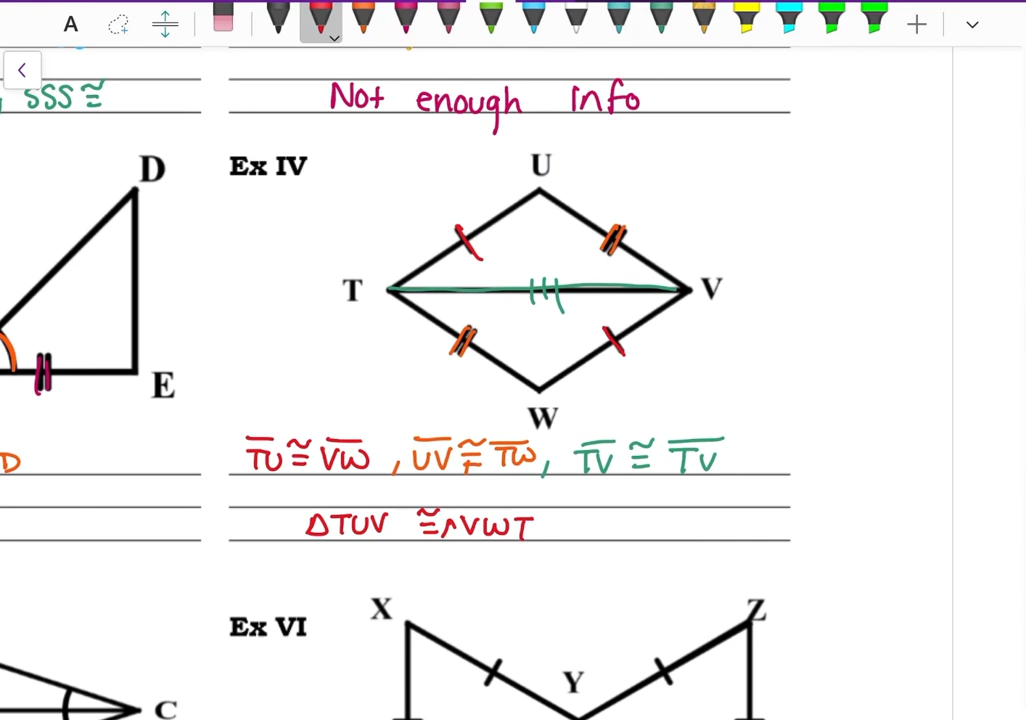 A
SSS ≅
Not enough info
D
Ex IV
U
T
V
E
W
D
TU ≅ VW , UV ≅ TW, TV ≅ TV
ΔTUV ≅ ΔVWT
Ex VI
X
Z
Y
C